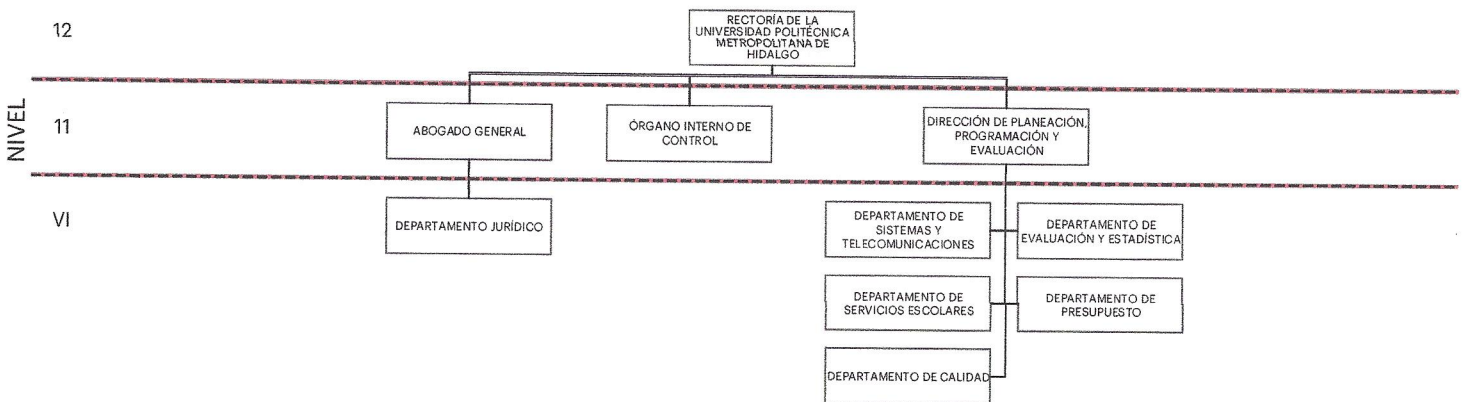 12
RECTORÍA DE LA
UNIVERSIDAD POLITÉCNICA
METROPOLITANA DE
HIDALGO
NIVEL
11
ABOGADO GENERAL
ÓRGANO INTERNO DE
CONTROL
DIRECCIÓN DE PLANEACIÓN,
PROGRAMACIÓN Y
EVALUACIÓN
VI
DEPARTAMENTO JURÍDICO
DEPARTAMENTO DE
SISTEMAS Y
TELECOMUNICACIONES
DEPARTAMENTO DE
EVALUACIÓN Y ESTADÍSTICA
DEPARTAMENTO DE
SERVICIOS ESCOLARES
DEPARTAMENTO DE
PRESUPUESTO
DEPARTAMENTO DE CALIDAD